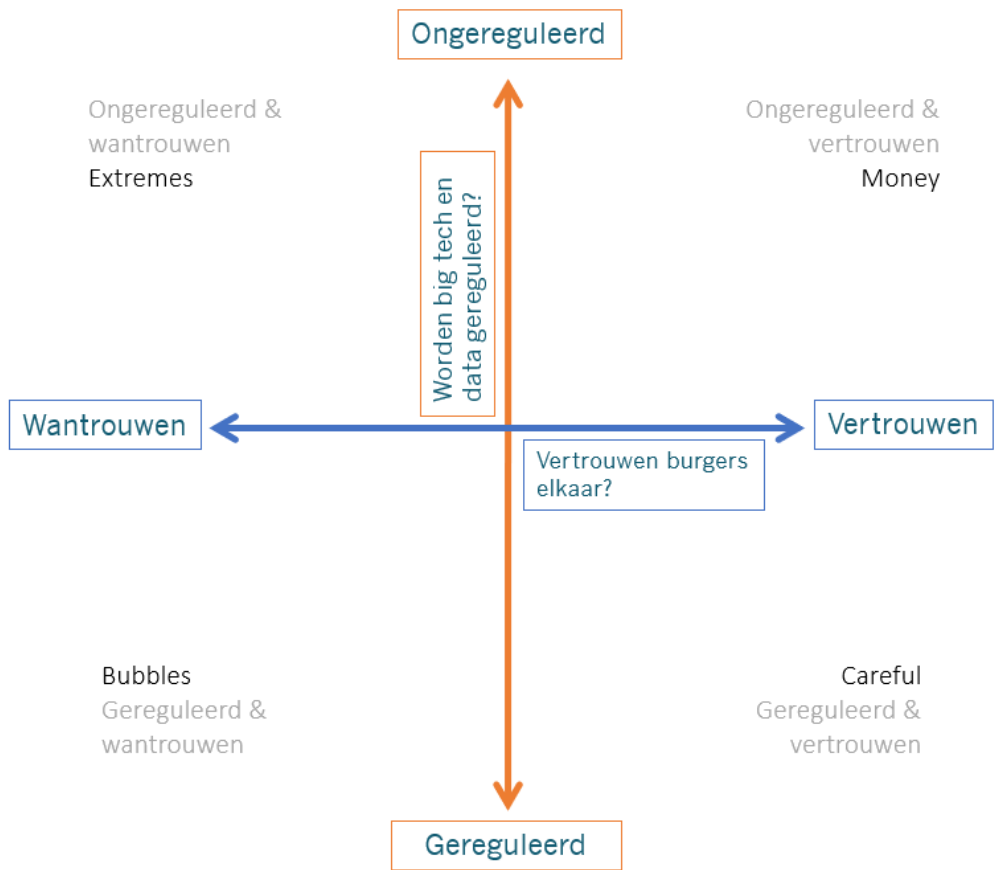 Ongereguleerd
Ongereguleerd &
wantrouwen
Extremes
Ongereguleerd &
vertrouwen
Money
Worden big tech en
data gereguleerd?
Wantrouwen
Vertrouwen
Vertrouwen burgers
elkaar?
Bubbles
Gereguleerd &
wantrouwen
Careful
Gereguleerd &
vertrouwen
Gereguleerd